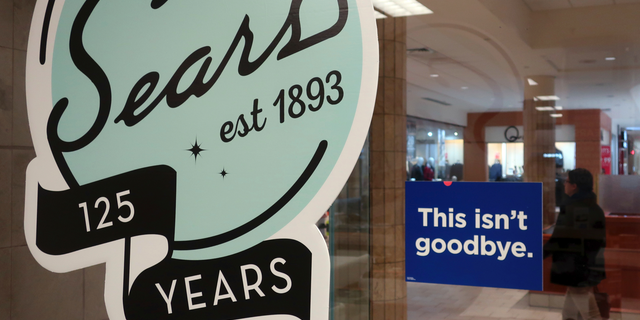 Sears
est 1893
125
YEARS
This isn't
goodbye.